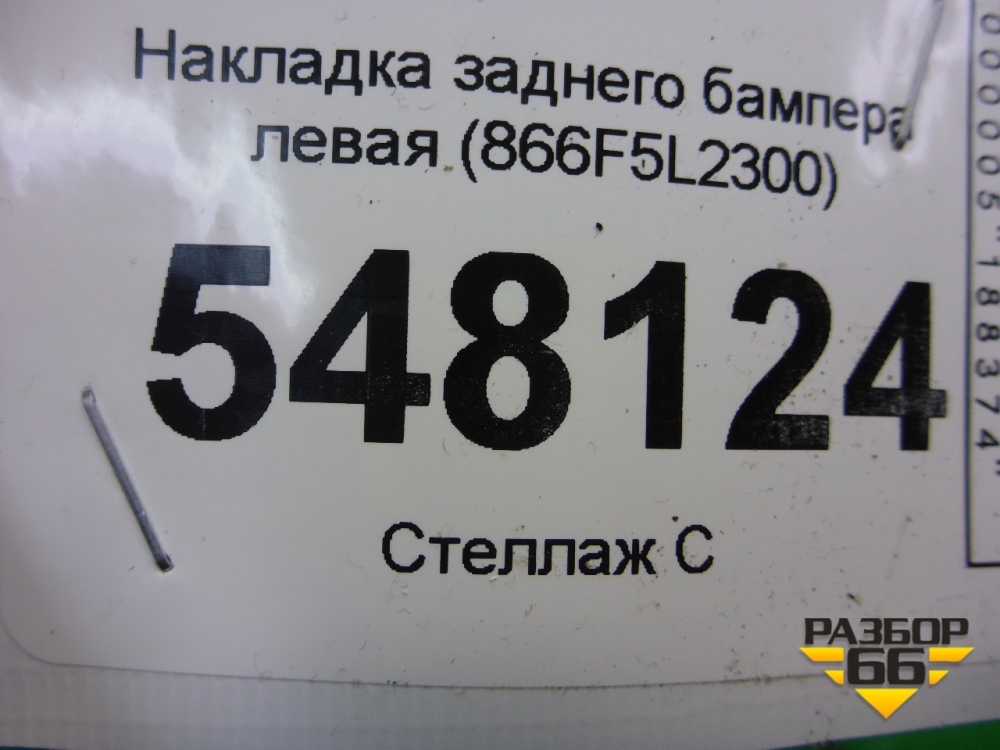 Накладка заднего бампера
левая (866F5L2300)
548124
Стеллаж С
РАЗБОР
66